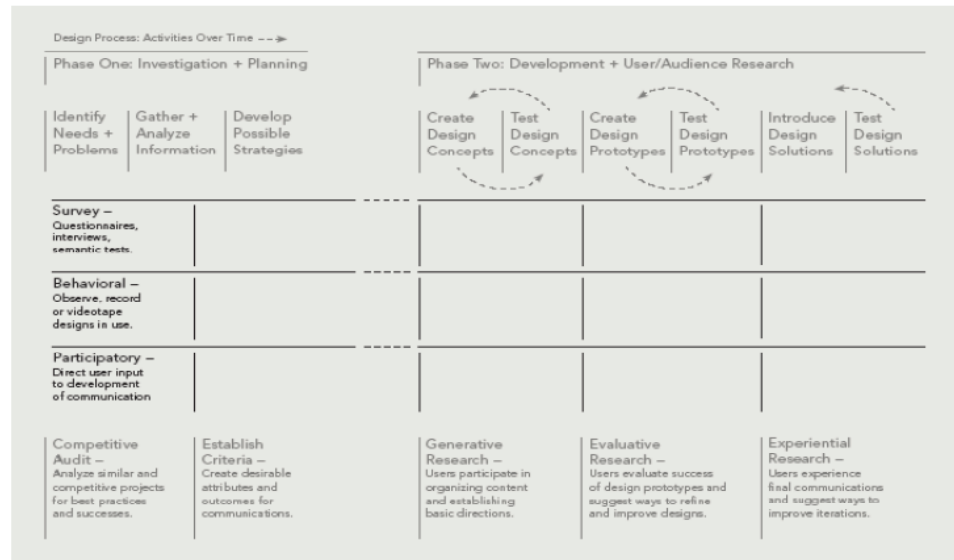 Design Process: Activities Over Time
Phase One: Investigation + Planning
Phase Two: Development + User/Audience Research
Identify
Needs +
Problems
Gather +
Analyze
Information
Develop
Possible
Strategies
Create
Design
Concepts
Test
Design
Concepts
Create
Design
Prototypes
Test
Design
Prototypes
Introduce
Design
Solutions
Test
Design
Solutions
Survey –
Questionnaires,
interviews,
semantic tests.
Behavioral –
Observe, record
or videotape
designs in use.
Participatory –
Direct user input
to development
of communication
Competitive
Audit –
Analyze similar and
competitive projects
for best practices
and successes.
Establish
Criteria –
Create desirable
attributes and
outcomes for
communications.
Generative
Research –
Users participate in
organizing content
and establishing
basic directions.
Evaluative
Research –
Users evaluate success
of design prototypes and
suggest ways to refine
and improve designs.
Experiential
Research –
Users experience
final communications
and suggest ways to
improve iterations.